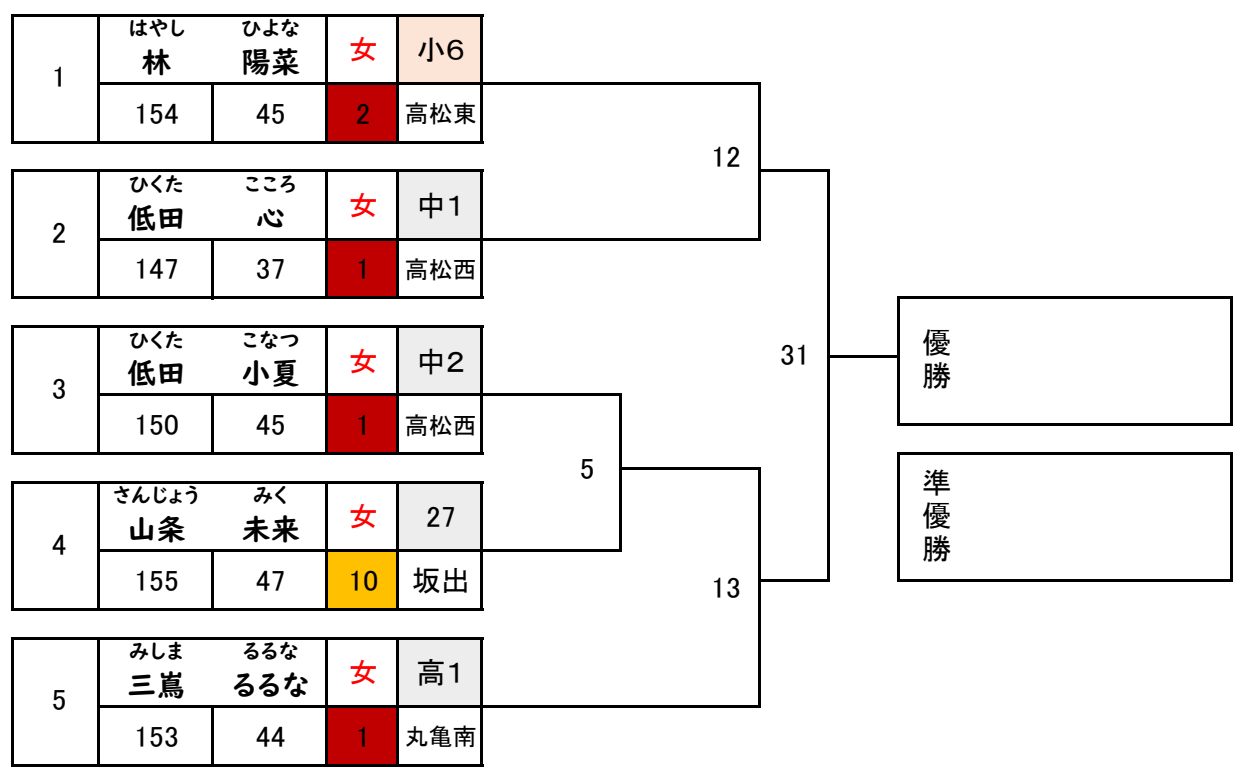 はやし ひよな
1 林 陽菜 女 小6
154 45 2 高松東
12
ひくた こころ
2 低田 心 女 中1
147 37 1 高松西
ひくた こなつ
3 低田 小夏 女 中2
150 45 1 高松西
5
さんじょう みく
4 山条 未来 女 27
155 47 10 坂出
13
みしま るるな
5 三嶌 るるな 女 高1
153 44 1 丸亀南
31
優勝
準優勝